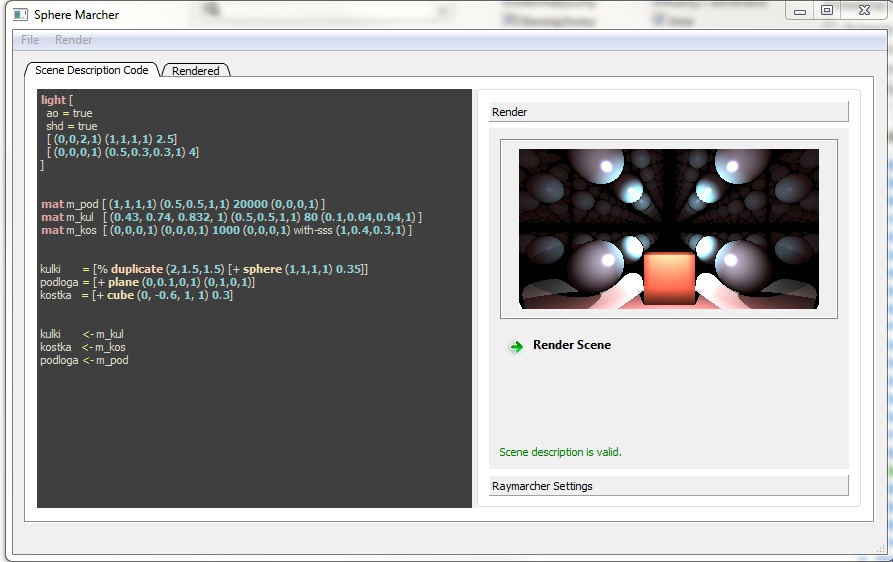 Sphere Marcher
File Render
Scene Description Code Rendered
light [
ao = true
shd = true
[ (0,0,2,1) (1,1,1,1) 2.5]
[ (0,0,0,1) (0.5,0.3,0.3,1) 4]
]
mat m_pod [ (1,1,1,1) (0.5,0.5,1,1) 20000 (0,0,0,1) ]
mat m_kul [ (0.43, 0.74, 0.832, 1) (0.5,0.5,1,1) 80 (0.1,0.04,0.04,1) ]
mat m_kos [ (0,0,0,1) (0,0,0,1) 1000 (0,0,0,1) with-sss (1,0.4,0.3,1) ]
kulki = [% duplicate (2,1.5,1.5) [+ sphere (1,1,1,1) 0.35]]
podloga = [+ plane (0,0.1,0,1) (0,1,0,1)]
kostka = [+ cube (0, -0.6, 1, 1) 0.3]
kulki <- m_kul
kostka <- m_kos
podloga <- m_pod
Render
Render Scene
Scene description is valid.
Raymarcher Settings